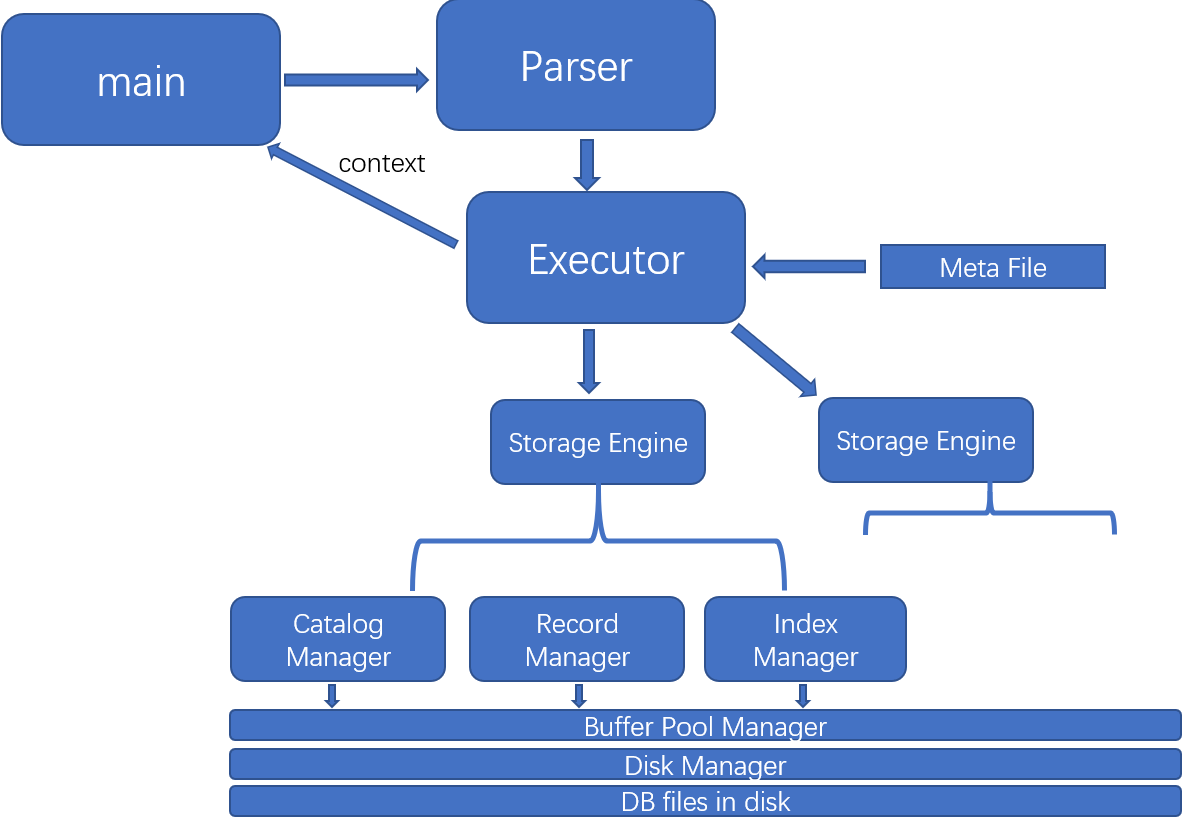 main
Parser
context
Executor
Meta File
Storage Engine
Storage Engine
Catalog
Manager
Record
Manager
Index
Manager
Buffer Pool Manager
Disk Manager
DB files in disk